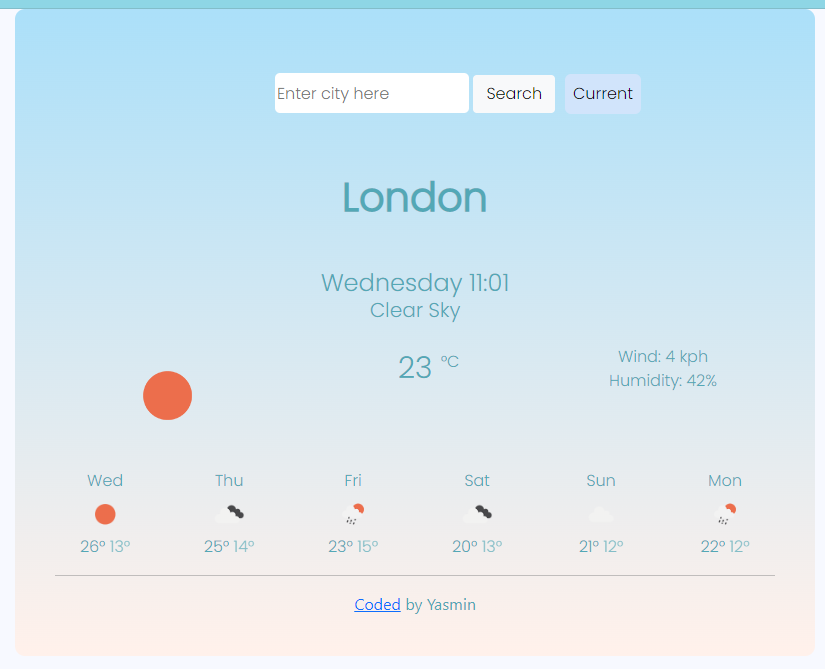 Enter city here Search Current
London
Wednesday 11:01
Clear Sky
23 °C
Wind: 4 kph
Humidity: 42%
Wed Thu Fri Sat Sun Mon
26° 13° 25° 14° 23° 15° 20° 13° 21° 12° 22° 12°
Coded by Yasmin